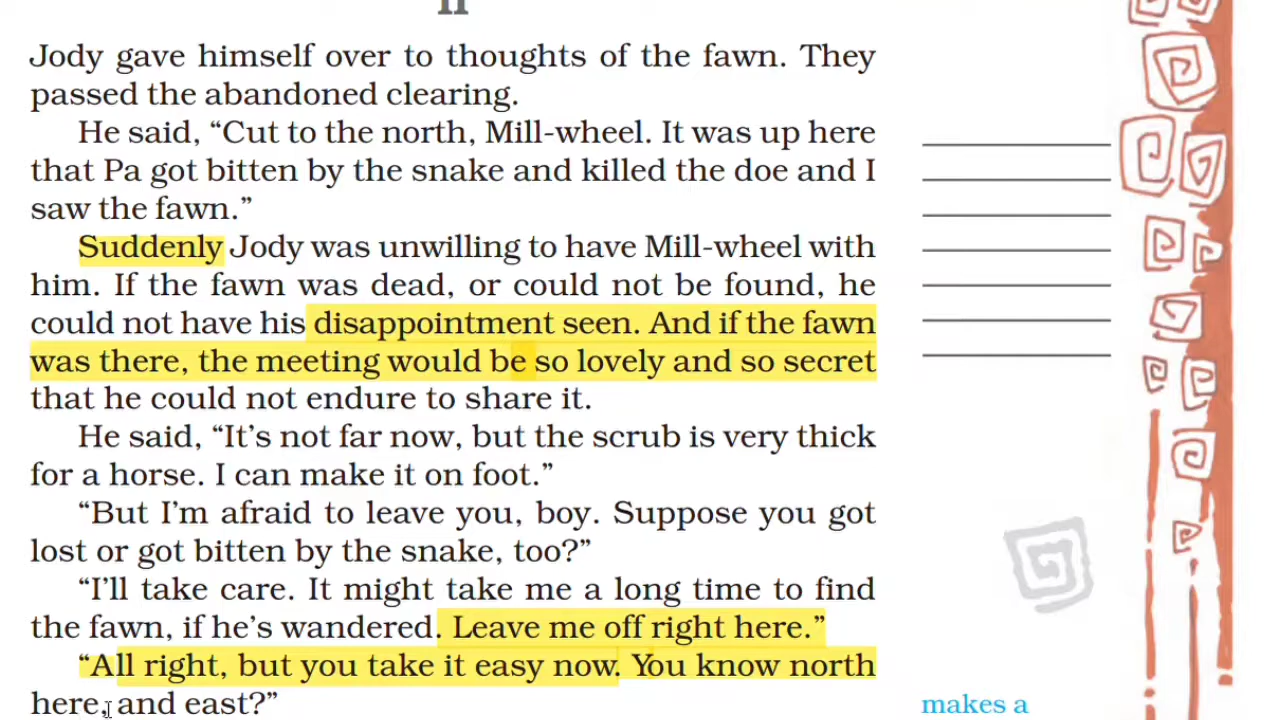 II
Jody gave himself over to thoughts of the fawn. They
passed the abandoned clearing.
He said, “Cut to the north, Mill-wheel. It was up here
that Pa got bitten by the snake and killed the doe and I
saw the fawn.”
Suddenly Jody was unwilling to have Mill-wheel with
him. If the fawn was dead, or could not be found, he
could not have his disappointment seen. And if the fawn
was there, the meeting would be so lovely and so secret
that he could not endure to share it.
He said, “It’s not far now, but the scrub is very thick
for a horse. I can make it on foot.”
“But I’m afraid to leave you, boy. Suppose you got
lost or got bitten by the snake, too?”
“I’ll take care. It might take me a long time to find
the fawn, if he’s wandered. Leave me off right here.”
“All right, but you take it easy now. You know north
here, and east?”
makes a